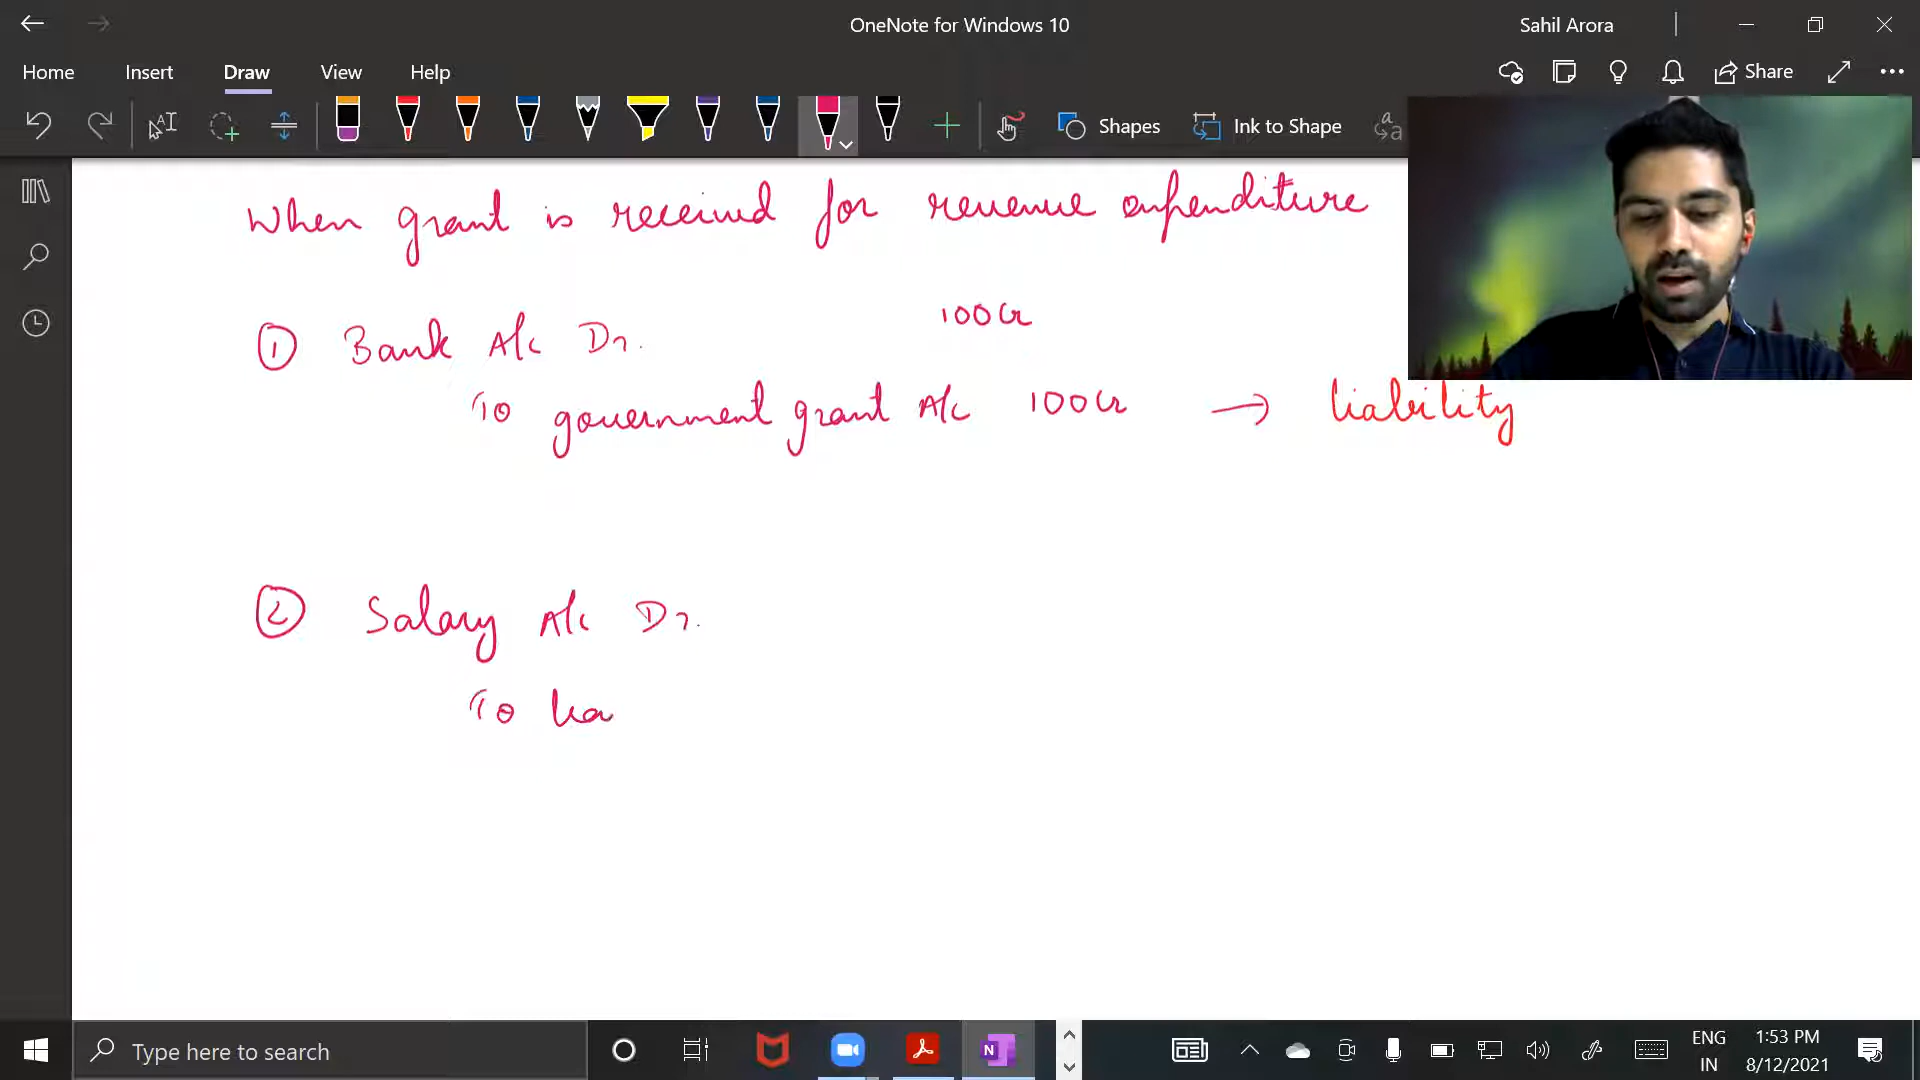 OneNote for Windows 10
Sahil Arora
Home Insert Draw View Help
Share
Shapes
Ink to Shape
When grant is received for revenue expenditure
① Bank A/c Dr. 100Cr
To government grant A/c 100Cr → liability
② Salary A/c Dr.
To ba
Type here to search
ENG
IN
1:53 PM
8/12/2021